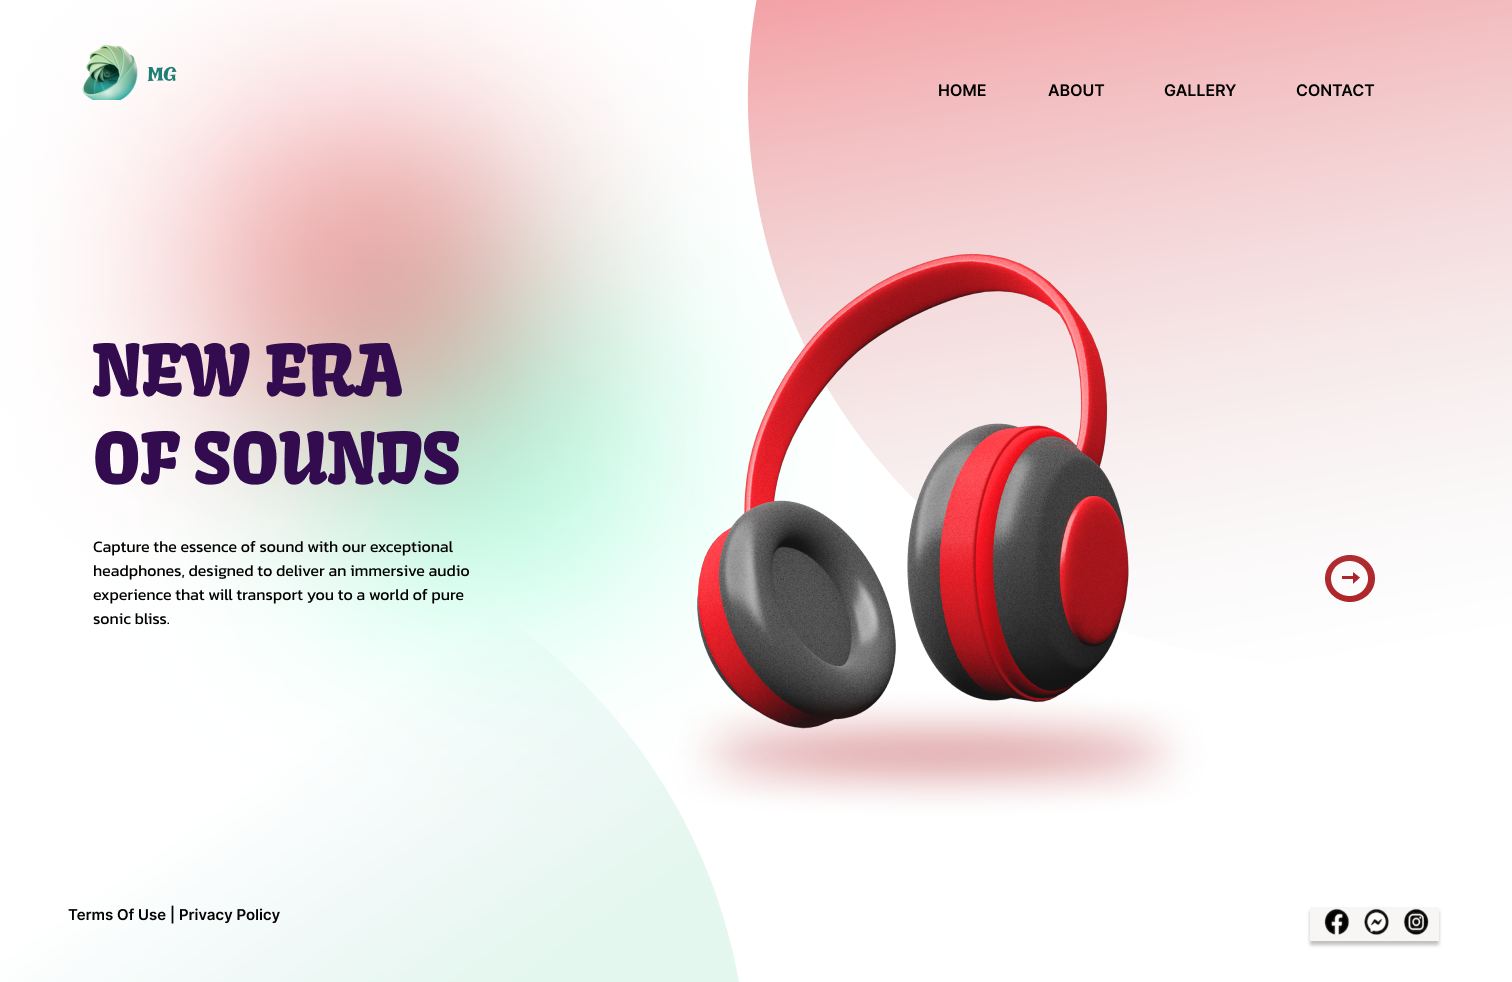 MG
HOME ABOUT GALLERY CONTACT
NEW ERA
OF SOUNDS
Capture the essence of sound with our exceptional
headphones, designed to deliver an immersive audio
experience that will transport you to a world of pure
sonic bliss.
Terms Of Use | Privacy Policy